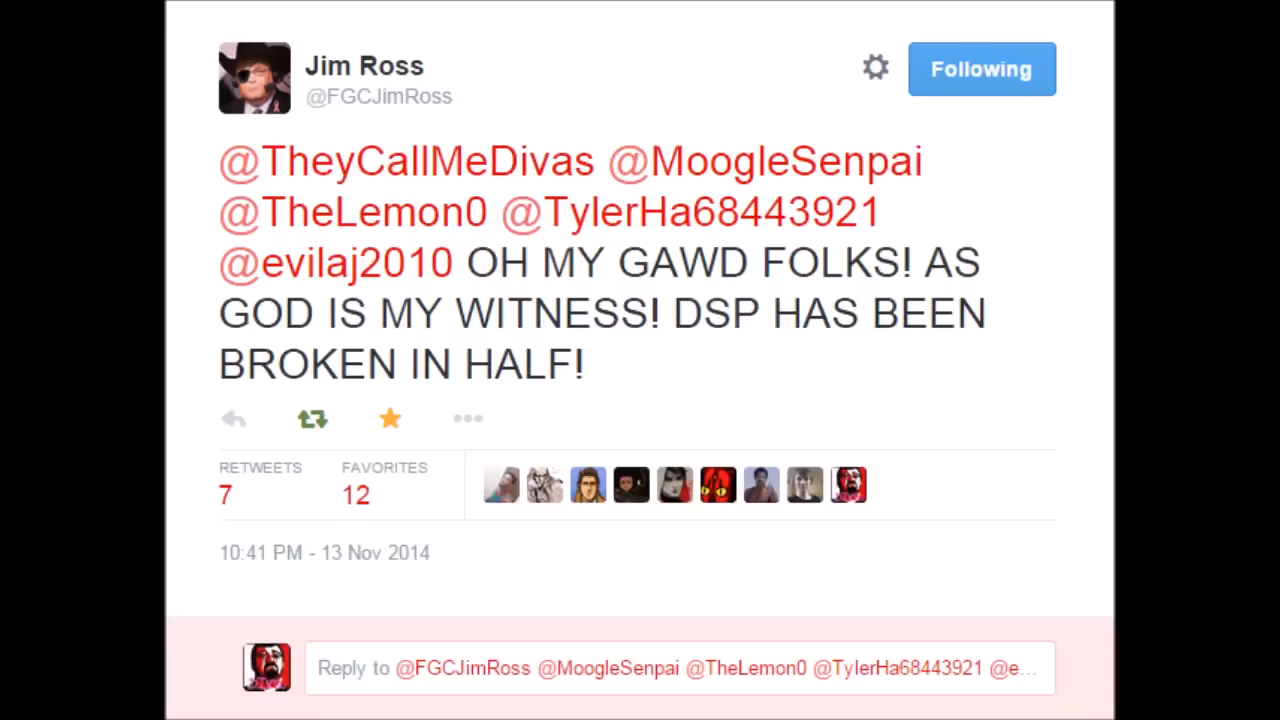 Jim Ross
@FGCJimRoss
Following
@TheyCallMeDivas @MoogleSenpai
@TheLemon0 @TylerHa68443921
@evilaj2010 OH MY GAWD FOLKS! AS
GOD IS MY WITNESS! DSP HAS BEEN
BROKEN IN HALF!
RETWEETS FAVORITES
7 12
10:41 PM - 13 Nov 2014
Reply to @FGCJimRoss @MoogleSenpai @TheLemon0 @TylerHa68443921 @e...